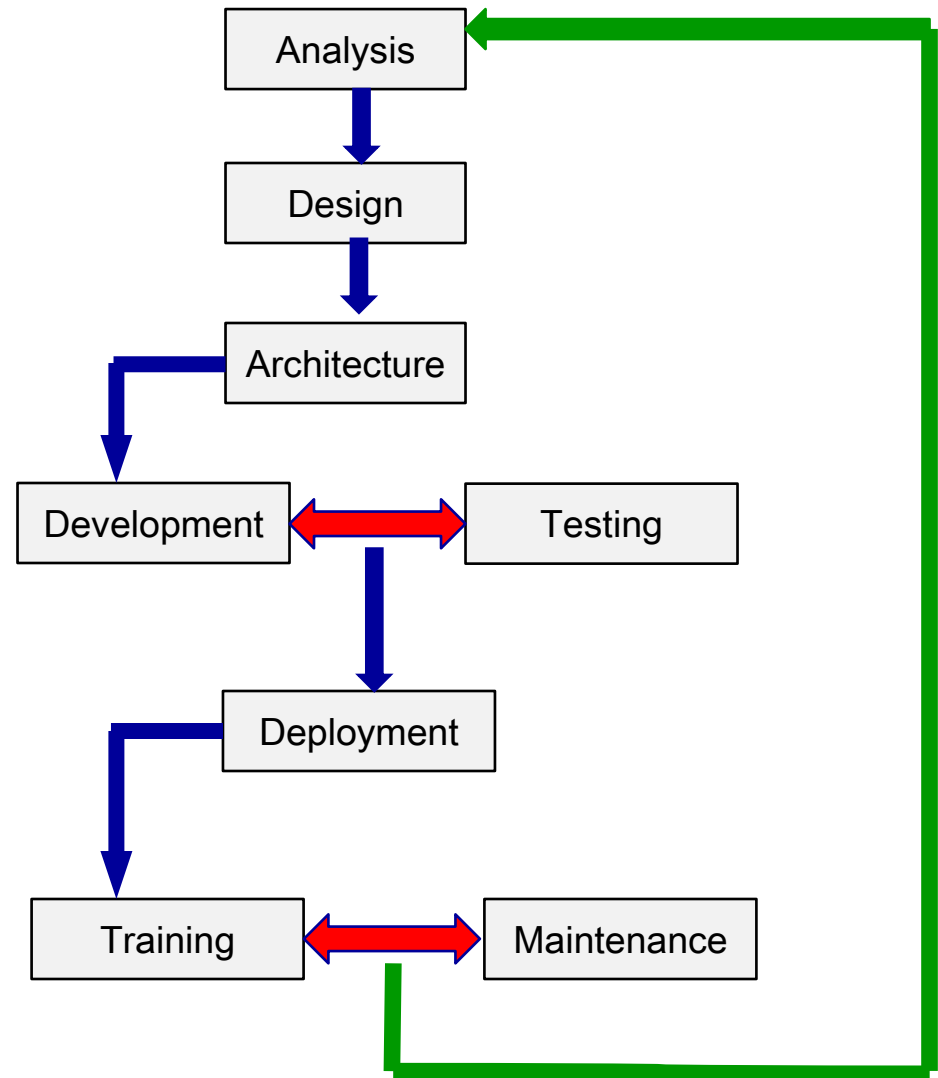 Analysis
Design
Architecture
Development
Testing
Deployment
Training
Maintenance